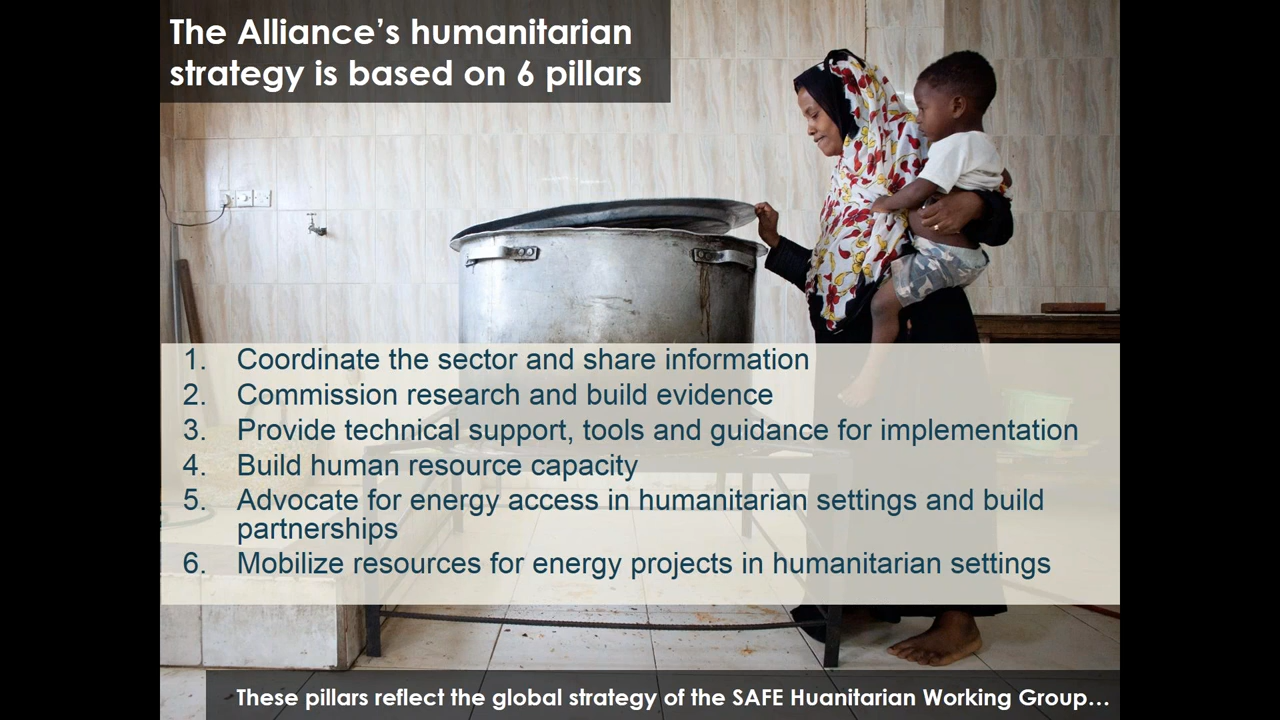 The Alliance’s humanitarian
strategy is based on 6 pillars
1. Coordinate the sector and share information
2. Commission research and build evidence
3. Provide technical support, tools and guidance for implementation
4. Build human resource capacity
5. Advocate for energy access in humanitarian settings and build
partnerships
6. Mobilize resources for energy projects in humanitarian settings
These pillars reflect the global strategy of the SAFE Huanitarian Working Group…